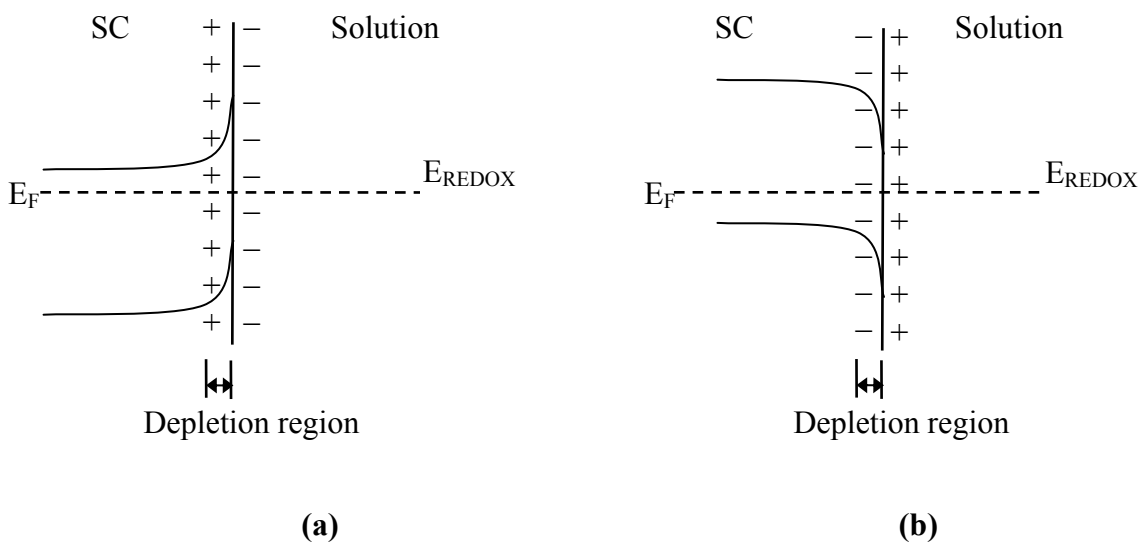 SC Solution
+ −
+ −
+ −
+ −
+ −
+ −
+ −
+ −
+ −
E_F E_REDOX
Depletion region
(a)
SC Solution
− +
− +
− +
− +
− +
− +
− +
− +
− +
E_F E_REDOX
Depletion region
(b)